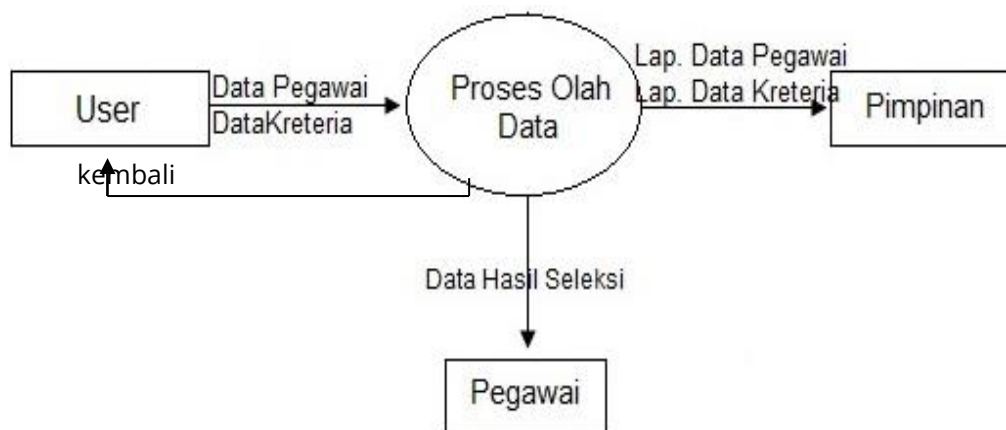 User
Data Pegawai
DataKreteria
Proses Olah
Data
Lap. Data Pegawai
Lap. Data Kreteria
Pimpinan
kembali
Data Hasil Seleksi
Pegawai